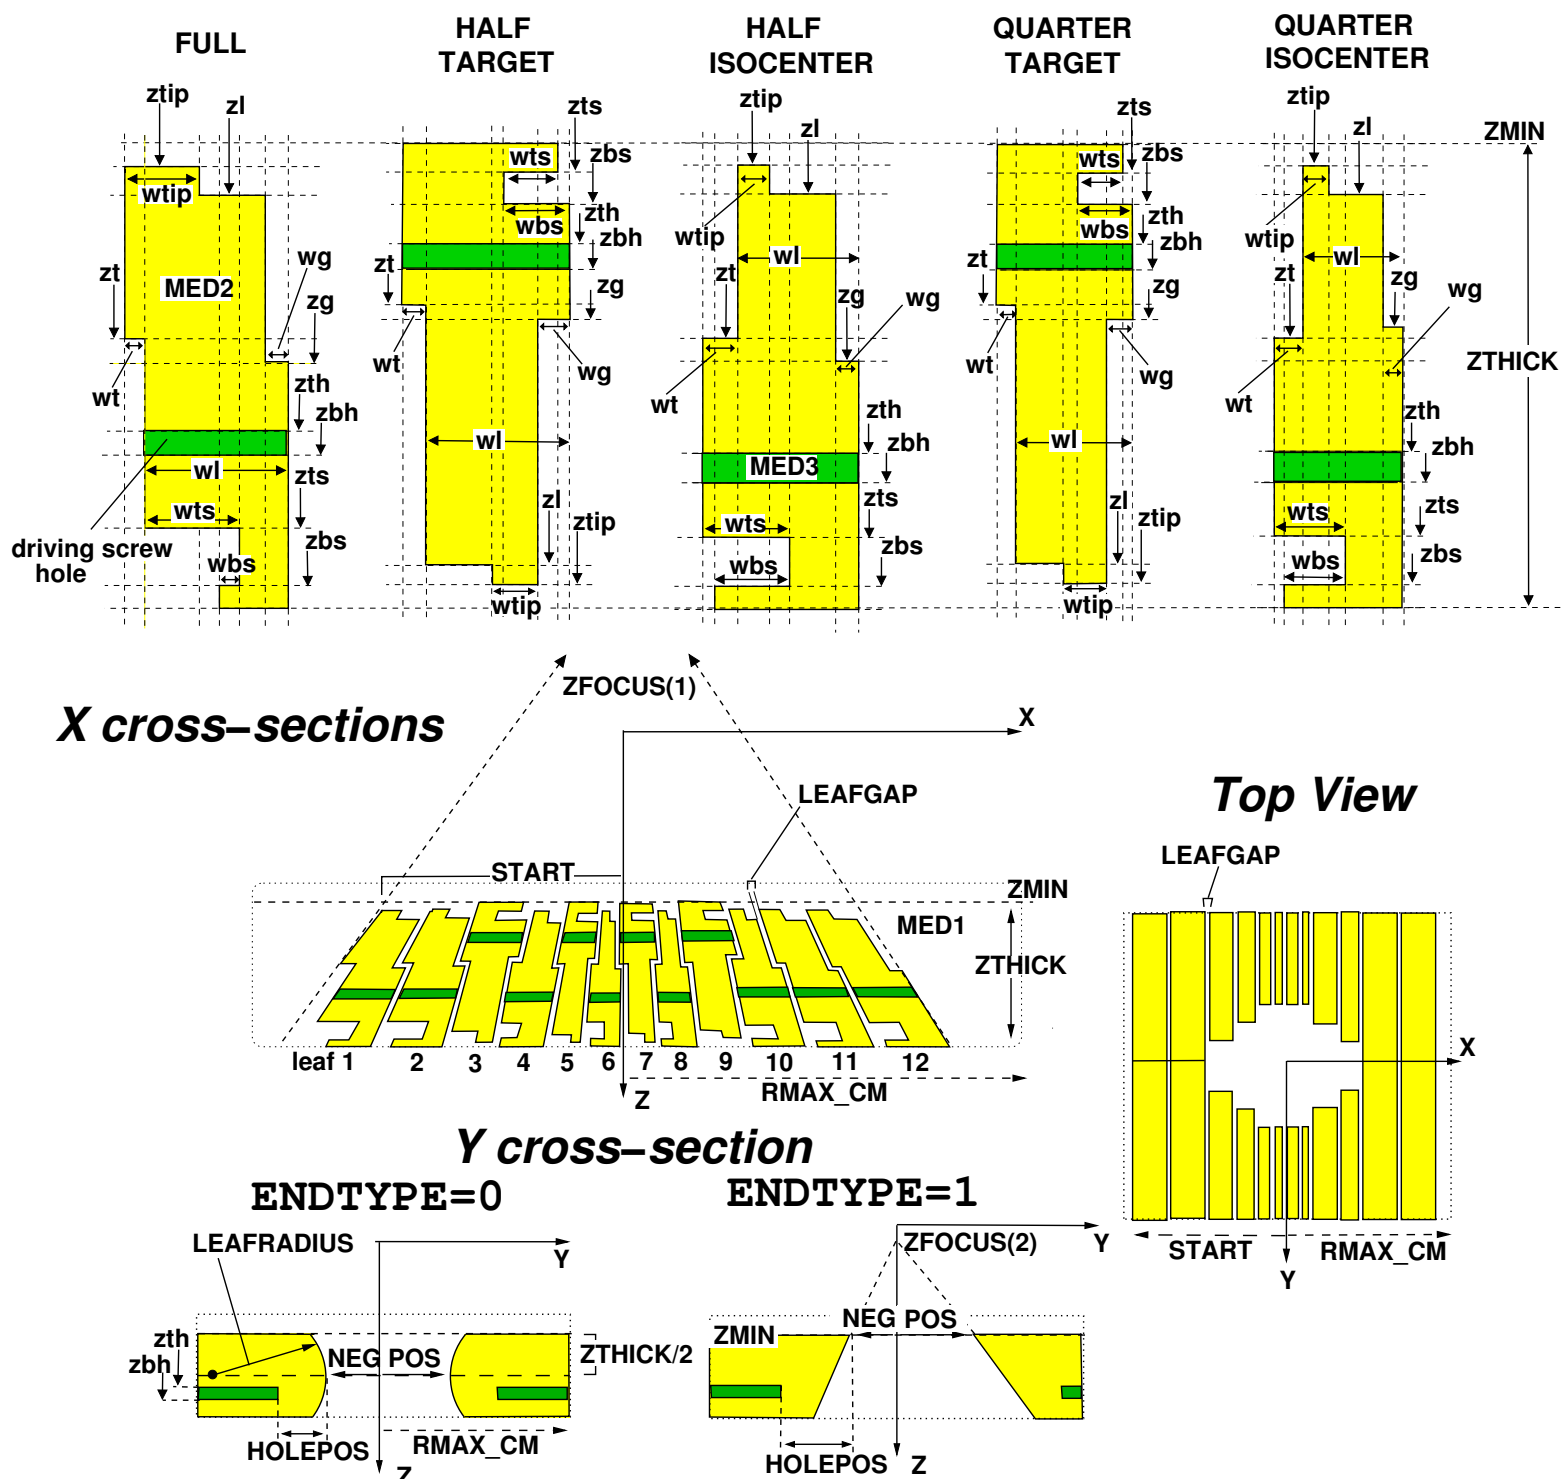 FULL
HALF
TARGET
HALF
ISOCENTER
QUARTER
TARGET
QUARTER
ISOCENTER
ztip
zl
wtip
zt
MED2
wg
zg
wt
zth
zbh
wl
zts
wts
driving screw
hole
wbs
zbs
zts
wts
zbs
wbs
zth
zbh
zt
zg
wt
wg
wl
zl
ztip
wtip
ztip
zl
wtip
wl
zt
zg
wg
wt
zth
zbh
MED3
zts
wts
zbs
wbs
zts
wts
zbs
wbs
zth
zbh
zt
zg
wt
wg
wl
zl
ztip
wtip
ztip
zl
wtip
wl
zt
zg
wg
wt
zth
zbh
zts
wts
zbs
wbs
ZMIN
ZTHICK
X cross–sections
ZFOCUS(1)
X
LEAFGAP
START
ZMIN
MED1
ZTHICK
leaf 1 2 3 4 5 6 7 8 9 10 11 12
Z
RMAX_CM
Top View
LEAFGAP
X
START
RMAX_CM
Y
Y cross–section
ENDTYPE=0
LEAFRADIUS
Y
zth
zbh
NEG POS
ZTHICK/2
HOLEPOS
RMAX_CM
Z
ENDTYPE=1
ZFOCUS(2)
Y
NEG POS
ZMIN
HOLEPOS
Z